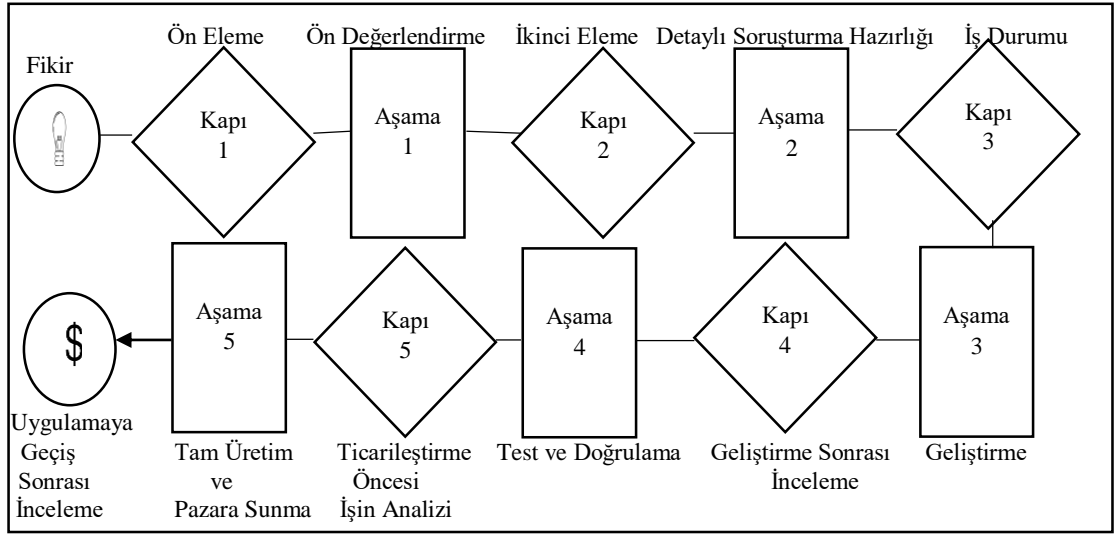 Ön Eleme
Ön Değerlendirme
İkinci Eleme
Detaylı Soruşturma Hazırlığı
İş Durumu
Fikir
Kapı
1
Aşama
1
Kapı
2
Aşama
2
Kapı
3
$
Aşama
5
Kapı
5
Aşama
4
Kapı
4
Aşama
3
Uygulamaya
Geçiş
Sonrası
İnceleme
Tam Üretim
ve
Pazara Sunma
Ticarileştirme
Öncesi
İşin Analizi
Test ve Doğrulama
Geliştirme Sonrası
İnceleme
Geliştirme